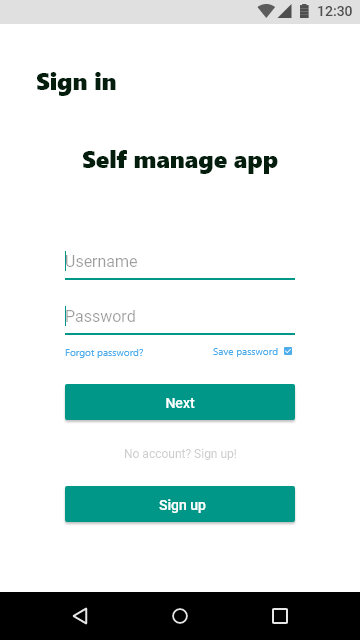 12:30
Sign in
Self manage app
Username
Password
Forgot password? Save password
Next
No account? Sign up!
Sign up